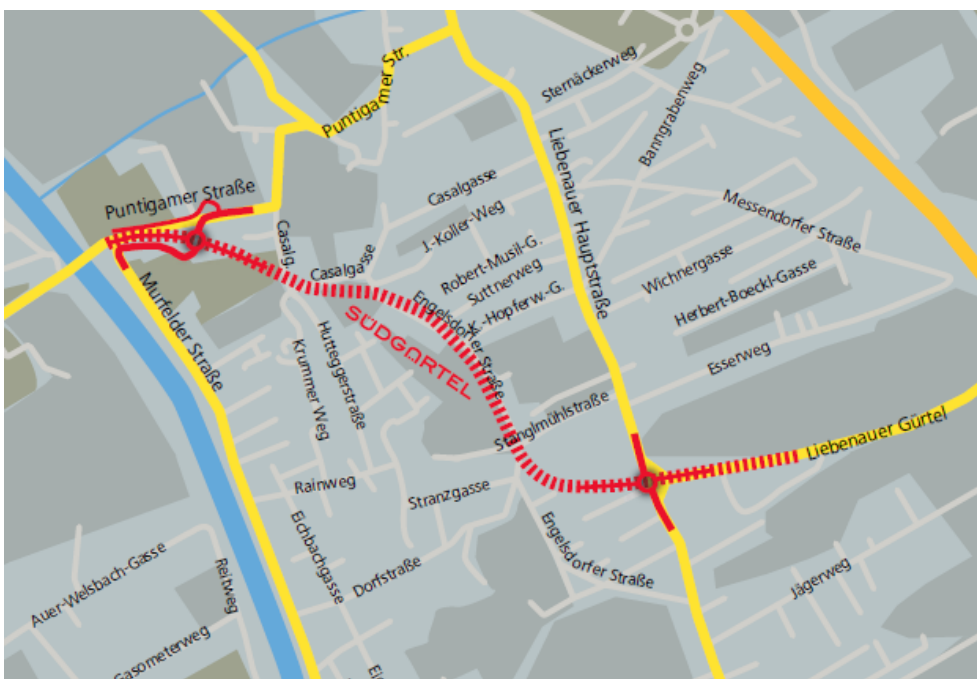 Puntigamer Str.
Sternäckerweg
Banngrabenweg
Liebenauer Hauptstraße
Puntigamer Straße
Casalgasse
Messendorfer Straße
J.-Koller-Weg
Casalg.
Casalgasse
Robert-Musil-G.
Suttnerweg
Wichnergasse
K.-Hopferw.-G.
Herbert-Boeckl-Gasse
Murfelder Straße
Engelsdorfer Straße
SÜDGÜRTEL
Hutteggerstraße
Krummer Weg
Esserweg
Stanglmühlstraße
Liebenauer Gürtel
Rainweg
Stranzgasse
Engelsdorfer Straße
Eichbachgasse
Auer-Welsbach-Gasse
Reitweg
Dorfstraße
Jägerweg
Gasometerweg
Ei